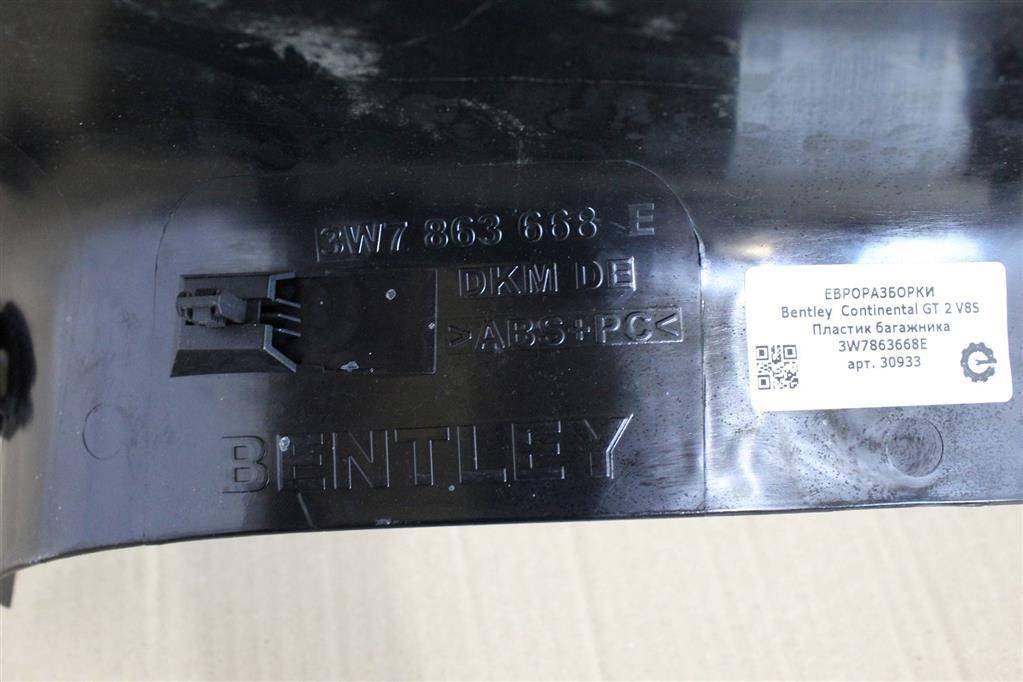 3W7 863 668 E
DKM DE
>ABS+PC<
BENTLEY
ЕВРОРАЗБОРКИ
Bentley Continental GT 2 V8S
Пластик багажника
3W7863668E
арт. 30933